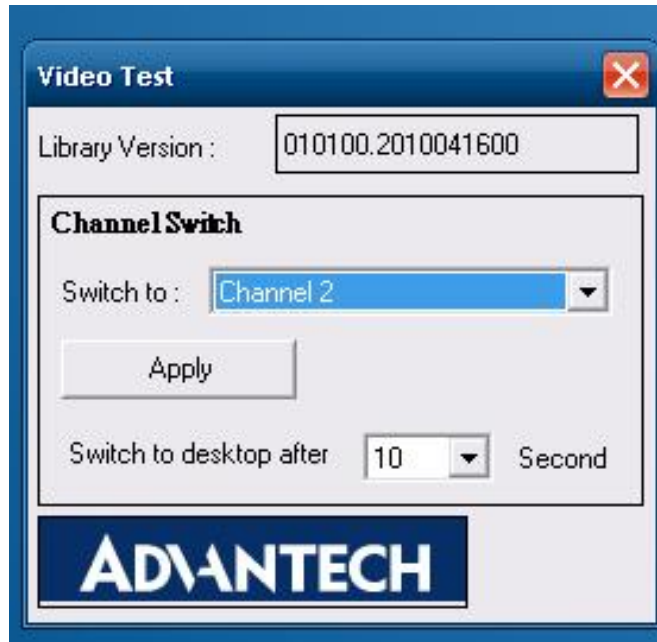 Video Test
Library Version : 010100.2010041600
Channel Switch
Switch to : Channel 2
Apply
Switch to desktop after 10 Second
ADVANTECH